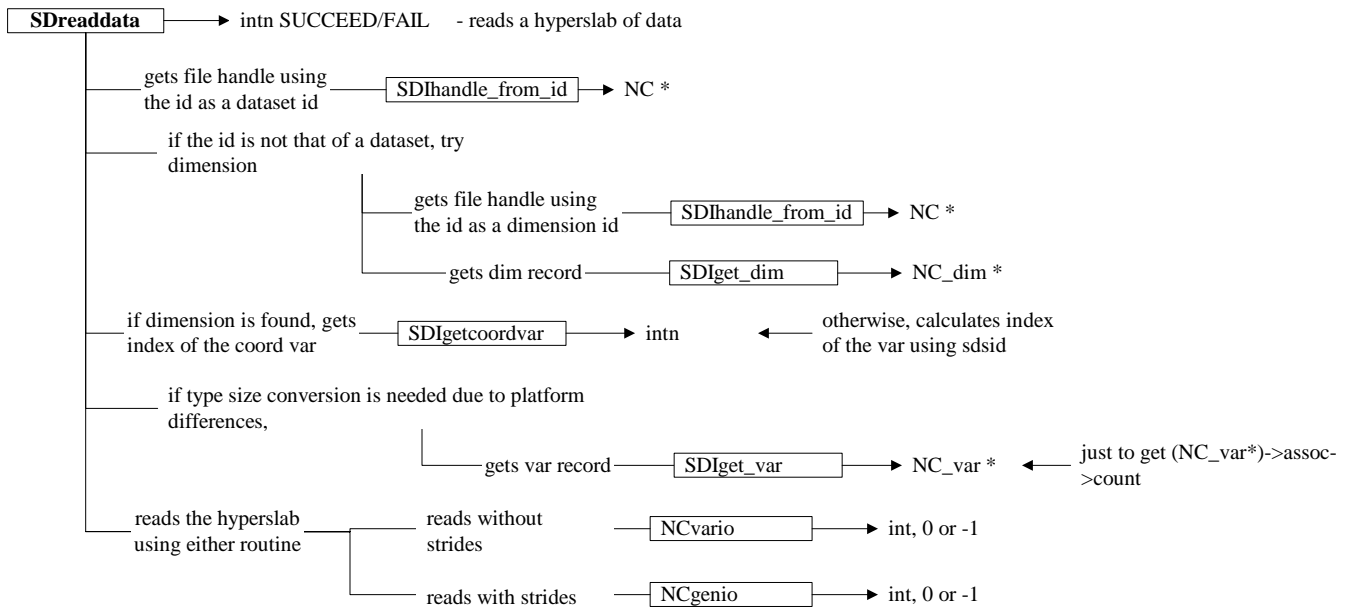 SDreaddata intn SUCCEED/FAIL - reads a hyperslab of data
gets file handle using
the id as a dataset id
SDIhandle_from_id NC *
if the id is not that of a dataset, try
dimension
gets file handle using
the id as a dimension id
SDIhandle_from_id NC *
gets dim record SDIget_dim NC_dim *
if dimension is found, gets
index of the coord var
SDIgetcoordvar intn
otherwise, calculates index
of the var using sdsid
if type size conversion is needed due to platform
differences,
gets var record SDIget_var NC_var *
just to get (NC_var*)->assoc-
>count
reads the hyperslab
using either routine
reads without
strides
NCvario int, 0 or -1
reads with strides NCgenio int, 0 or -1